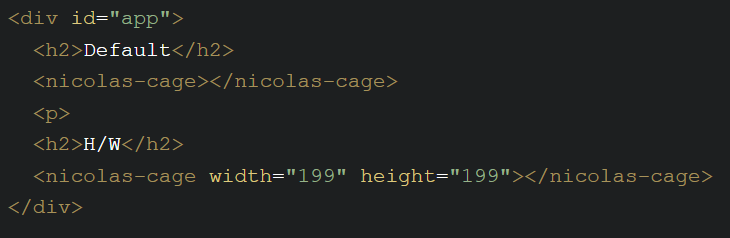 <div id="app">
  <h2>Default</h2>
  <nicolas-cage></nicolas-cage>
  <p>
  <h2>H/W</h2>
  <nicolas-cage width="199" height="199"></nicolas-cage>
</div>